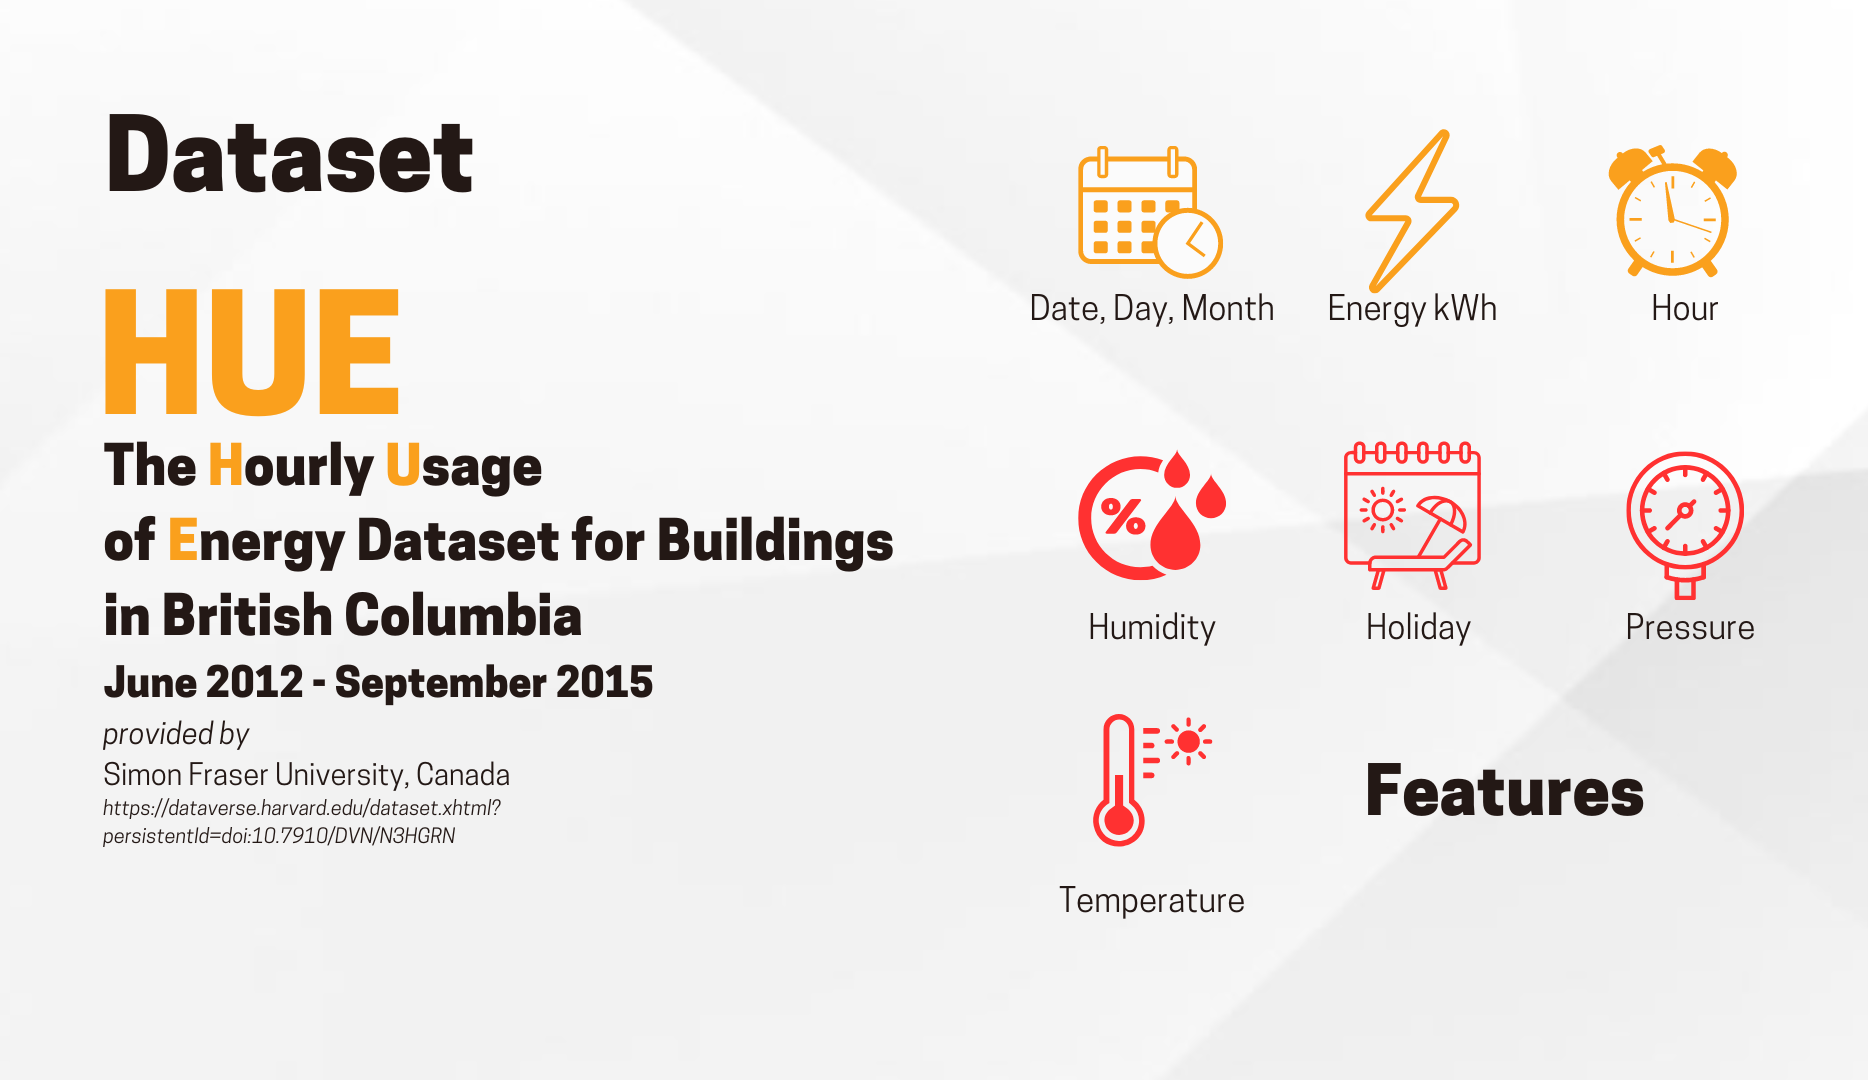 Dataset
HUE
The Hourly Usage
of Energy Dataset for Buildings
in British Columbia
June 2012 - September 2015
provided by
Simon Fraser University, Canada
https://dataverse.harvard.edu/dataset.xhtml?
persistentId=doi:10.7910/DVN/N3HGRN
Date, Day, Month
Energy kWh
Hour
%
Humidity
Holiday
Pressure
Temperature
Features